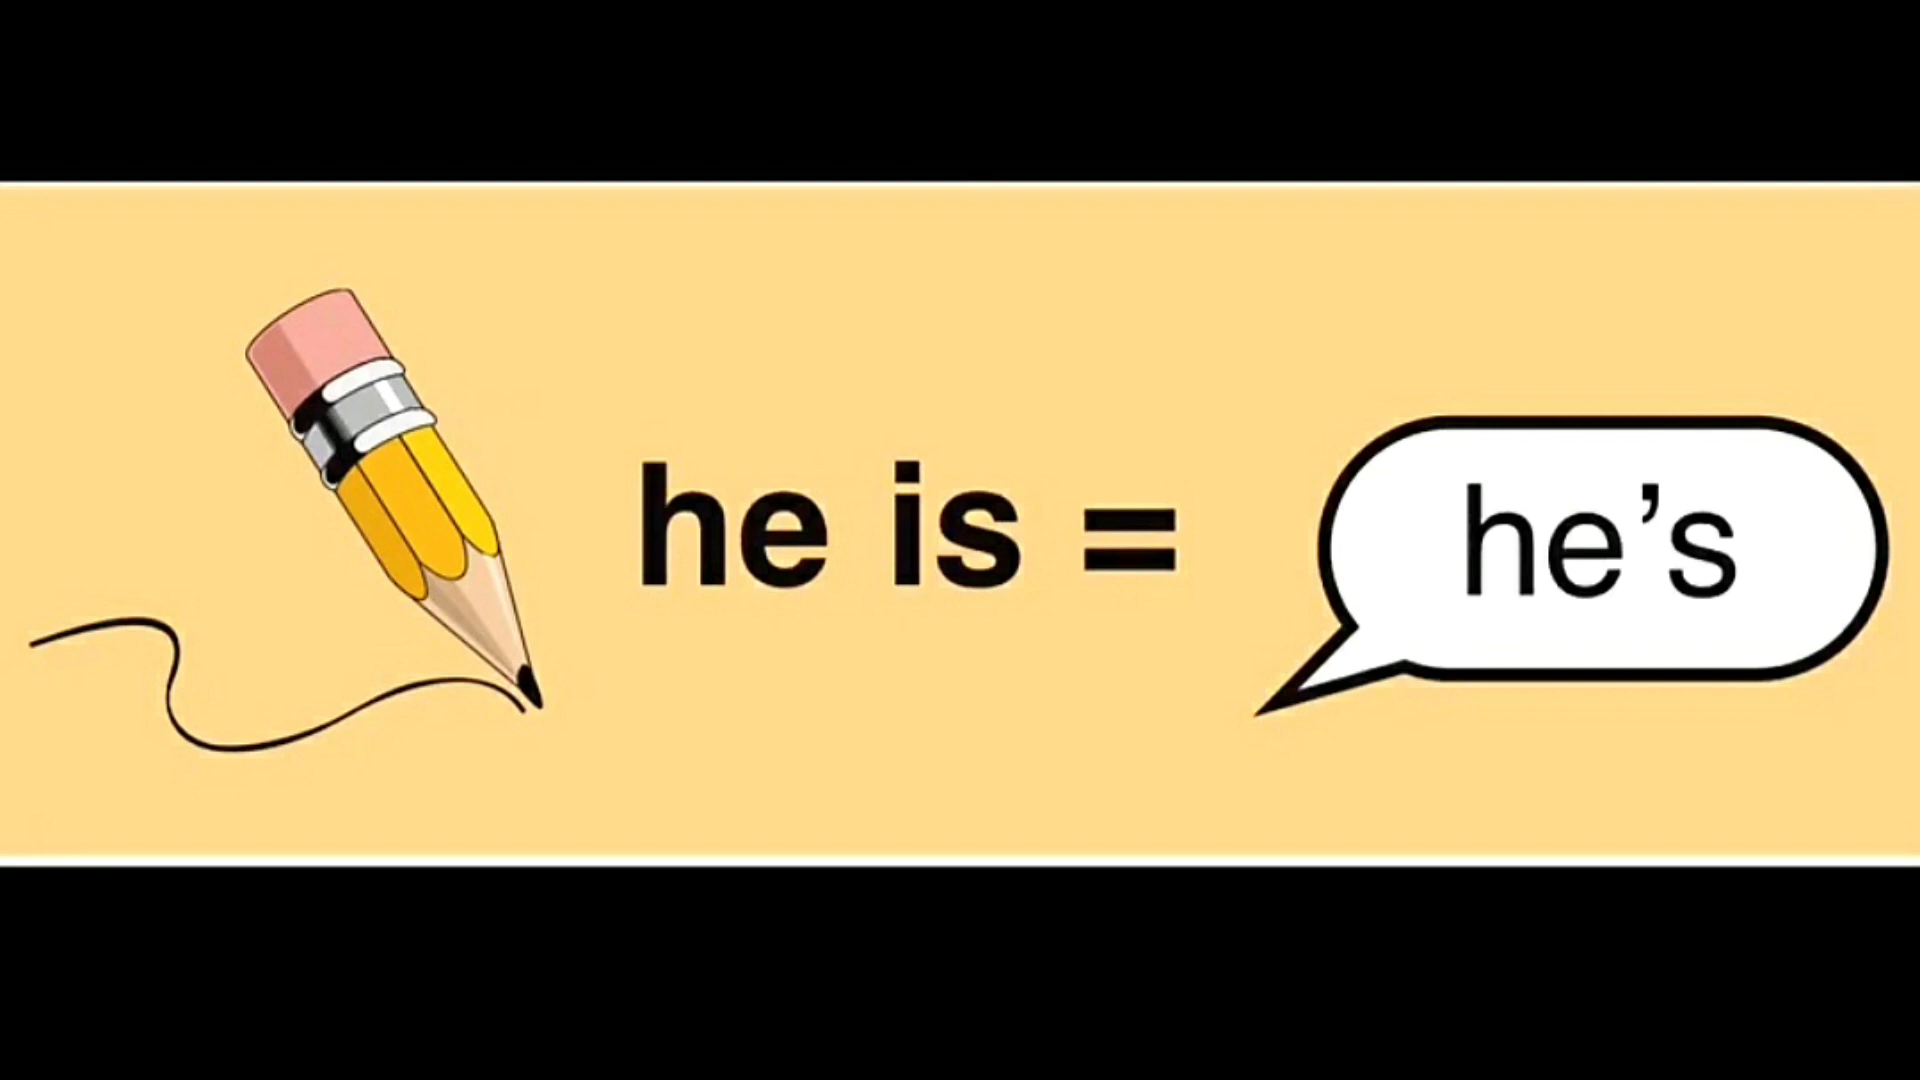 he is = he’s